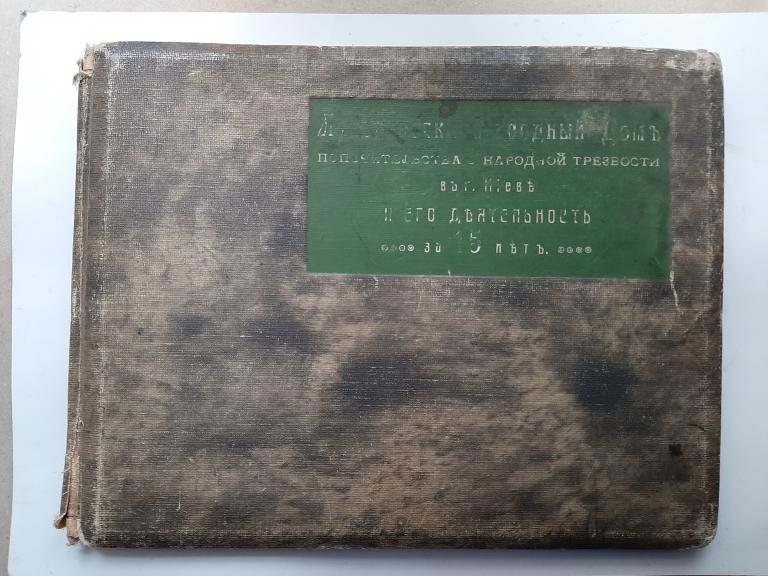 Домъ
ПОПЕЧИТЕЛЬСТВА О НАРОДНОЙ ТРЕЗВОСТИ
въ г. Кіевѣ
И ЕГО ДѢЯТЕЛЬНОСТЬ
за 15 лѣтъ.